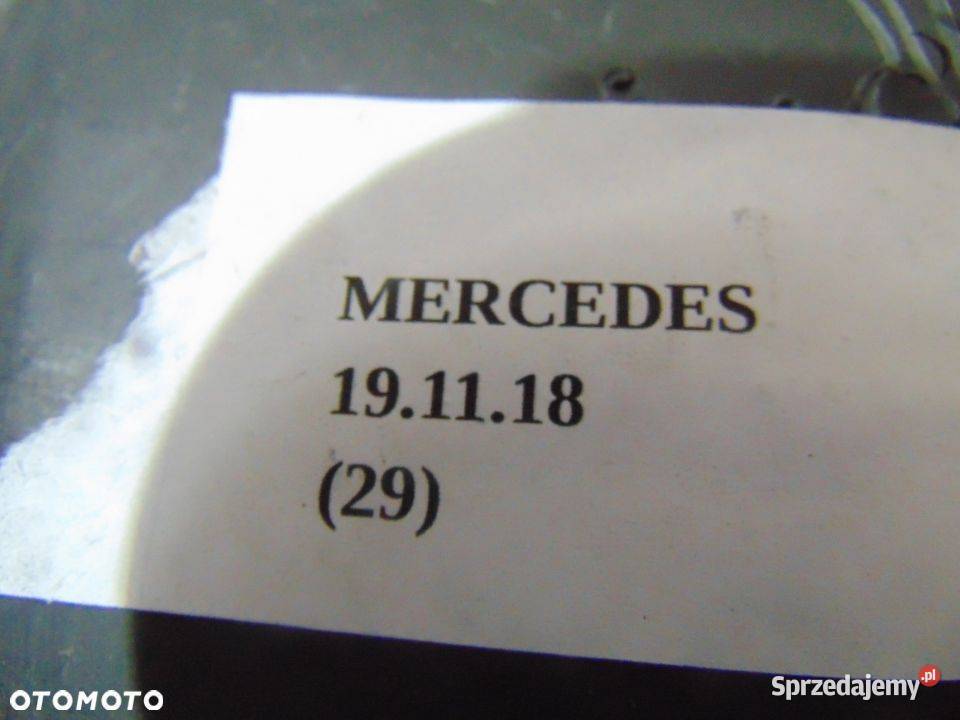 MERCEDES
19.11.18
(29)
OTOMOTO
Sprzedajemy.pl